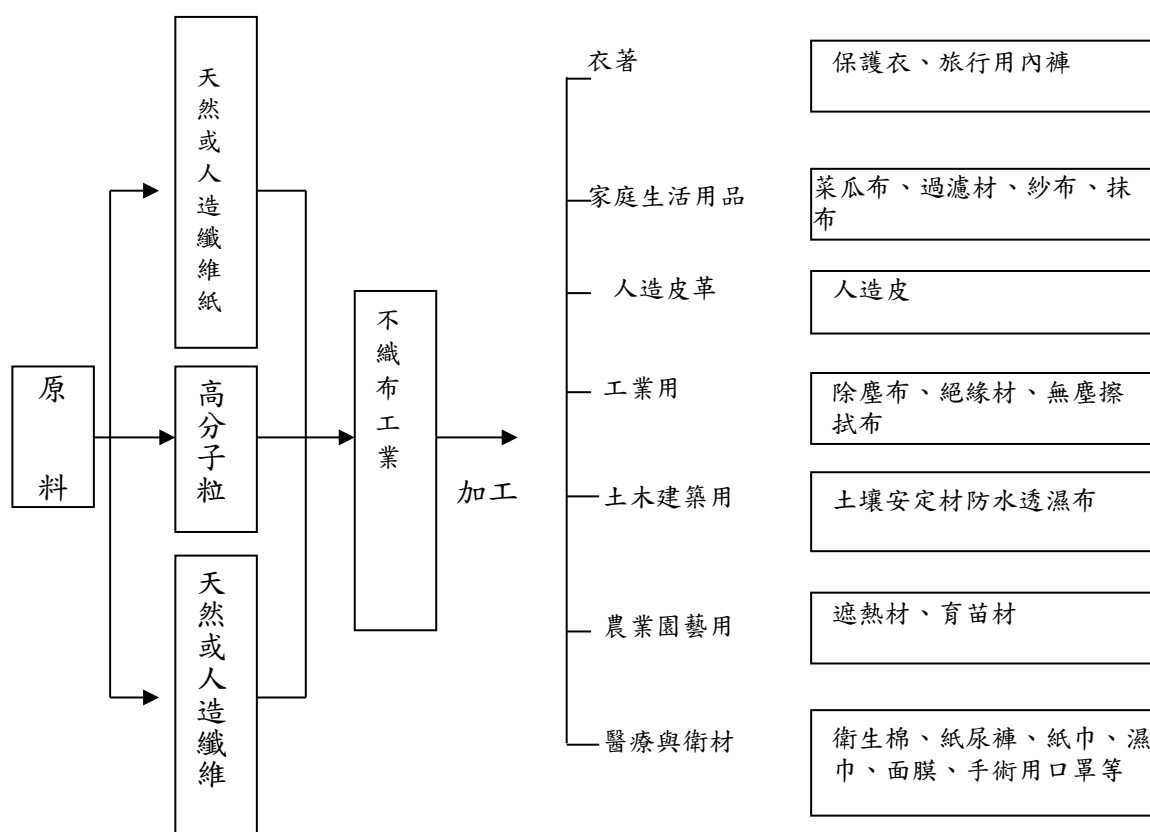 原料
天然或人造纖維紙
高分子粒
天然或人造纖維
不織布工業
加工
衣著
保護衣、旅行用內褲
家庭生活用品
菜瓜布、過濾材、紗布、抹
布
人造皮革
人造皮
工業用
除塵布、絕緣材、無塵擦
拭布
土木建築用
土壤安定材防水透濕布
農業園藝用
遮熱材、育苗材
醫療與衛材
衛生棉、紙尿褲、紙巾、濕
巾、面膜、手術用口罩等